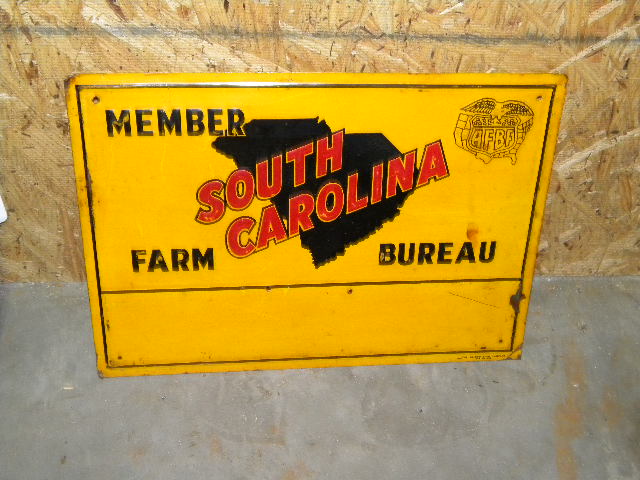 MEMBER
AFBF
SOUTH
CAROLINA
FARM BUREAU